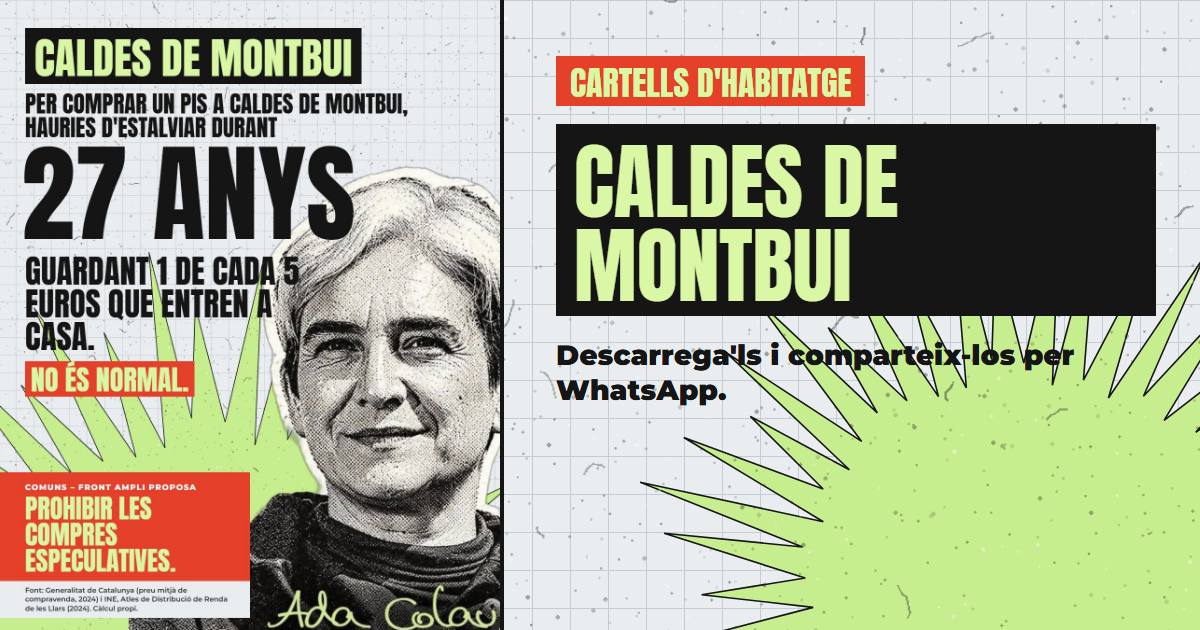 CALDES DE MONTBUI
PER COMPRAR UN PIS A CALDES DE MONTBUI,
HAURIES D'ESTALVIAR DURANT
27 ANYS
GUARDANT 1 DE CADA 5
EUROS QUE ENTREN A
CASA.
NO ÉS NORMAL.
COMUNS – FRONT AMPLI PROPOSA
PROHIBIR LES
COMPRES
ESPECULATIVES.
Font: Generalitat de Catalunya (preu mitjà de
compravenda, 2024) i INE, Atles de Distribució de Renda
de les Llars (2024). Càlcul propi.
Ada Colau
CARTELLS D'HABITATGE
CALDES DE
MONTBUI
Descarrega'ls i comparteix-los per
WhatsApp.